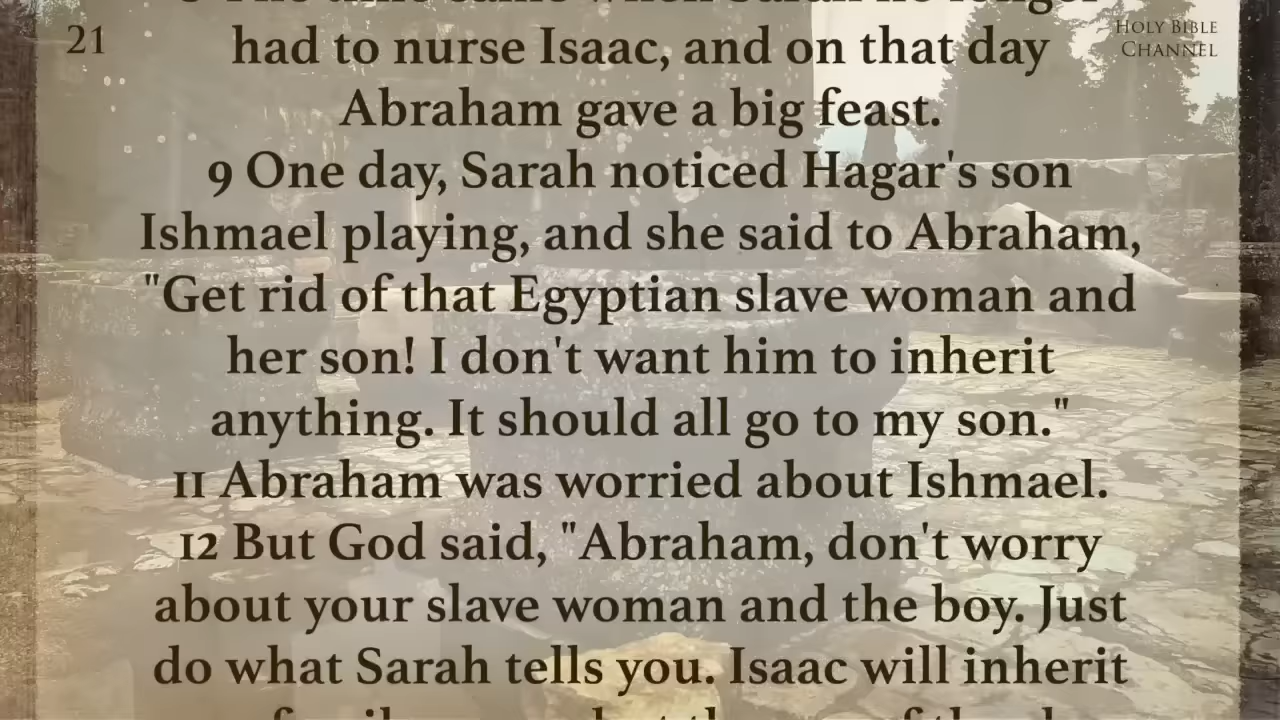 21
HOLY BIBLE
CHANNEL
had to nurse Isaac, and on that day
Abraham gave a big feast.
9 One day, Sarah noticed Hagar's son
Ishmael playing, and she said to Abraham,
"Get rid of that Egyptian slave woman and
her son! I don't want him to inherit
anything. It should all go to my son."
11 Abraham was worried about Ishmael.
12 But God said, "Abraham, don't worry
about your slave woman and the boy. Just
do what Sarah tells you. Isaac will inherit